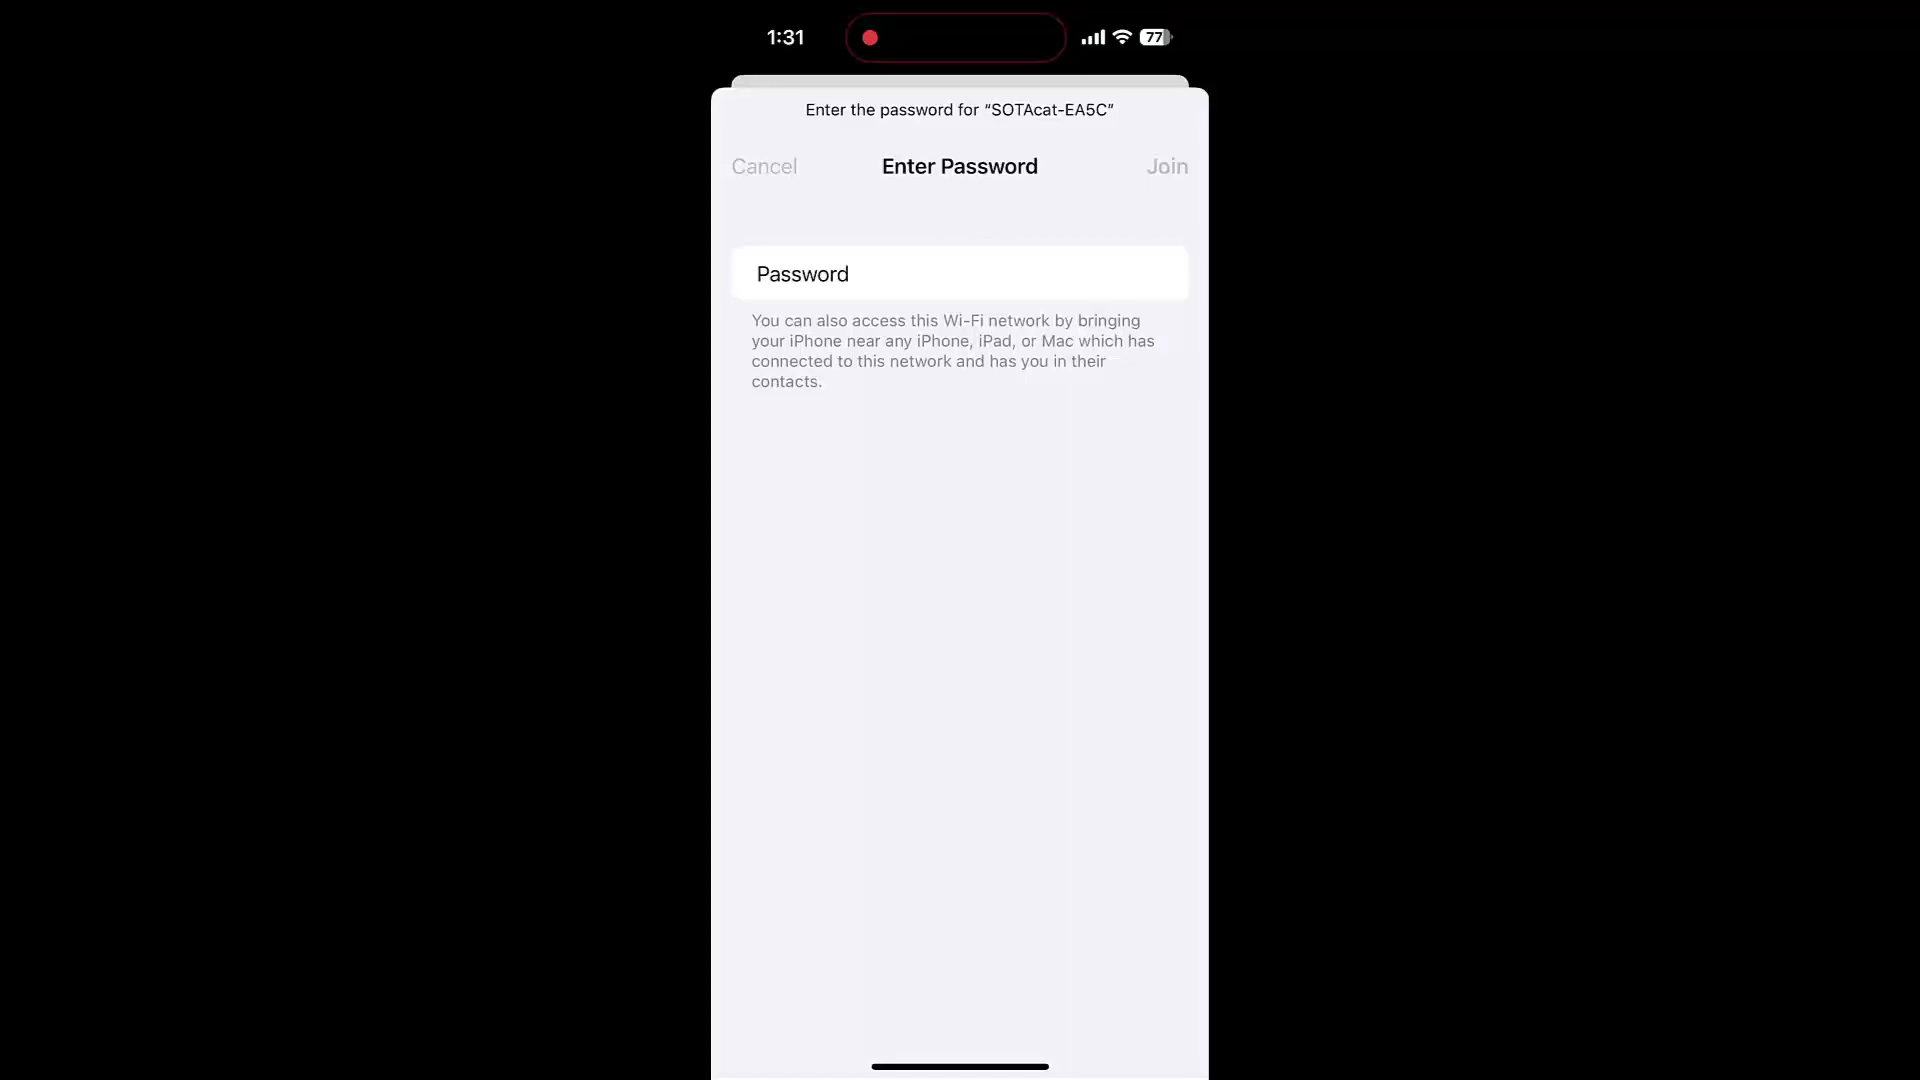 1:31
77
Enter the password for “SOTAcat-EA5C”
Cancel
Enter Password
Join
Password
You can also access this Wi-Fi network by bringing
your iPhone near any iPhone, iPad, or Mac which has
connected to this network and has you in their
contacts.